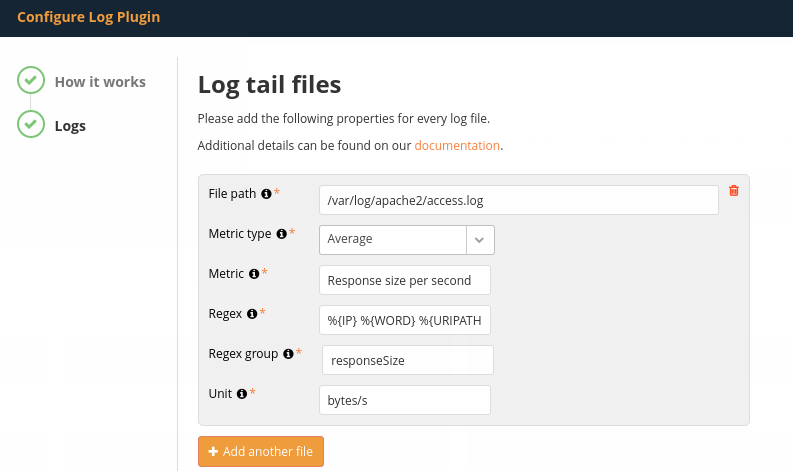 Configure Log Plugin
How it works
Logs
Log tail files
Please add the following properties for every log file.
Additional details can be found on our documentation.
File path * /var/log/apache2/access.log
Metric type * Average
Metric * Response size per second
Regex * %{IP} %{WORD} %{URIPATH
Regex group * responseSize
Unit * bytes/s
+ Add another file